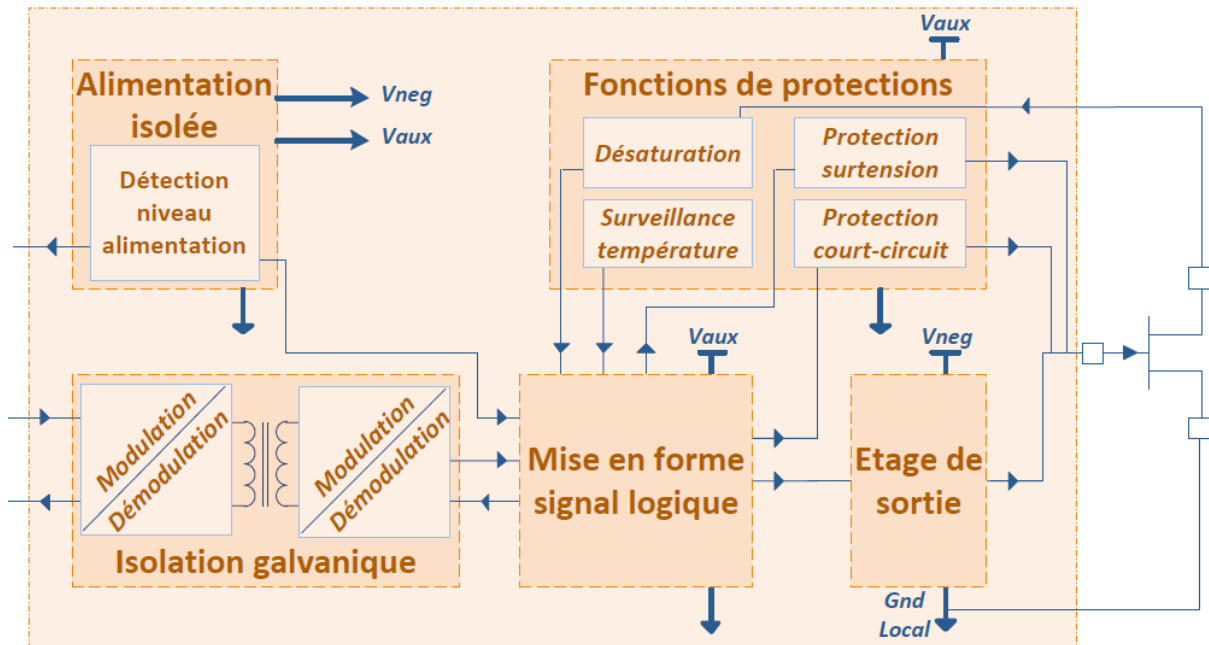 Vaux
Alimentation
isolée
Vneg
Vaux
Détection
niveau
alimentation
Fonctions de protections
Désaturation
Protection
surtension
Surveillance
température
Protection
court-circuit
Vaux
Vneg
Modulation
Démodulation
Modulation
Démodulation
Isolation galvanique
Mise en forme
signal logique
Etage de
sortie
Gnd
Local